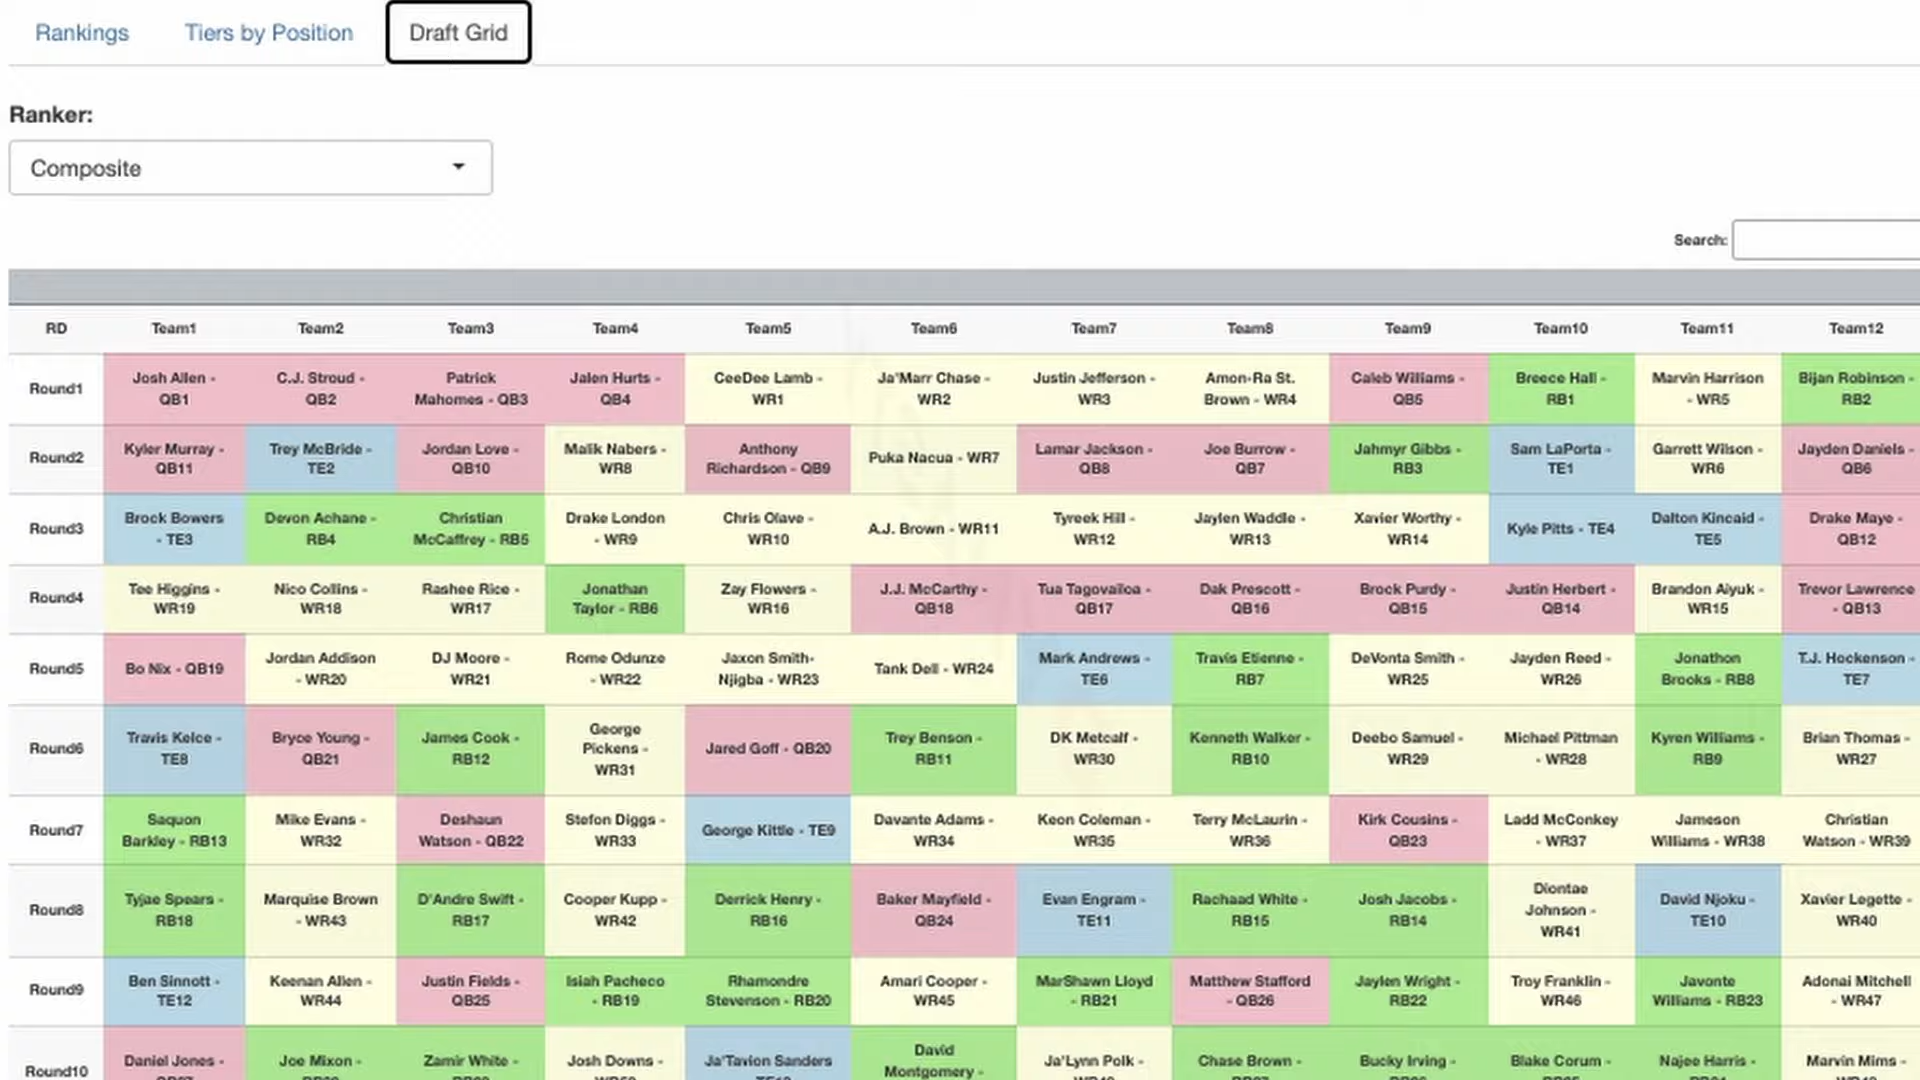 Rankings Tiers by Position Draft Grid
Ranker:
Composite
Search:
RD Team1 Team2 Team3 Team4 Team5 Team6 Team7 Team8 Team9 Team10 Team11 Team12
Round1
Josh Allen -
QB1
C.J. Stroud -
QB2
Patrick
Mahomes - QB3
Jalen Hurts -
QB4
CeeDee Lamb -
WR1
Ja'Marr Chase -
WR2
Justin Jefferson -
WR3
Amon-Ra St.
Brown - WR4
Caleb Williams -
QB5
Breece Hall -
RB1
Marvin Harrison
- WR5
Bijan Robinson -
RB2
Round2
Kyler Murray -
QB11
Trey McBride -
TE2
Jordan Love -
QB10
Malik Nabers -
WR8
Anthony
Richardson - QB9
Puka Nacua - WR7
Lamar Jackson -
QB8
Joe Burrow -
QB7
Jahmyr Gibbs -
RB3
Sam LaPorta -
TE1
Garrett Wilson -
WR6
Jayden Daniels -
QB6
Round3
Brock Bowers
- TE3
Devon Achane -
RB4
Christian
McCaffrey - RB5
Drake London
- WR9
Chris Olave -
WR10
A.J. Brown - WR11
Tyreek Hill -
WR12
Jaylen Waddle -
WR13
Xavier Worthy -
WR14
Kyle Pitts - TE4
Dalton Kincaid -
TE5
Drake Maye -
QB12
Round4
Tee Higgins -
WR19
Nico Collins -
WR18
Rashee Rice -
WR17
Jonathan
Taylor - RB6
Zay Flowers -
WR16
J.J. McCarthy -
QB18
Tua Tagovailoa -
QB17
Dak Prescott -
QB16
Brock Purdy -
QB15
Justin Herbert -
QB14
Brandon Aiyuk -
WR15
Trevor Lawrence
- QB13
Round5
Bo Nix - QB19
Jordan Addison
- WR20
DJ Moore -
WR21
Rome Odunze
- WR22
Jaxon Smith-
Njigba - WR23
Tank Dell - WR24
Mark Andrews -
TE6
Travis Etienne -
RB7
DeVonta Smith -
WR25
Jayden Reed -
WR26
Jonathon
Brooks - RB8
T.J. Hockenson -
TE7
Round6
Travis Kelce -
TE8
Bryce Young -
QB21
James Cook -
RB12
George
Pickens -
WR31
Jared Goff - QB20
Trey Benson -
RB11
DK Metcalf -
WR30
Kenneth Walker -
RB10
Deebo Samuel -
WR29
Michael Pittman
- WR28
Kyren Williams -
RB9
Brian Thomas -
WR27
Round7
Saquon
Barkley - RB13
Mike Evans -
WR32
Deshaun
Watson - QB22
Stefon Diggs -
WR33
George Kittle - TE9
Davante Adams -
WR34
Keon Coleman -
WR35
Terry McLaurin -
WR36
Kirk Cousins -
QB23
Ladd McConkey
- WR37
Jameson
Williams - WR38
Christian
Watson - WR39
Round8
Tyjae Spears -
RB18
Marquise Brown
- WR43
D'Andre Swift -
RB17
Cooper Kupp -
WR42
Derrick Henry -
RB16
Baker Mayfield -
QB24
Evan Engram -
TE11
Rachaad White -
RB15
Josh Jacobs -
RB14
Diontae
Johnson -
WR41
David Njoku -
TE10
Xavier Legette -
WR40
Round9
Ben Sinnott -
TE12
Keenan Allen -
WR44
Justin Fields -
QB25
Isiah Pacheco
- RB19
Rhamondre
Stevenson - RB20
Amari Cooper -
WR45
MarShawn Lloyd
- RB21
Matthew Stafford
- QB26
Jaylen Wright -
RB22
Troy Franklin -
WR46
Javonte
Williams - RB23
Adonai Mitchell
- WR47
Round10
Daniel Jones -
Joe Mixon -
Zamir White -
Josh Downs -
Ja'Tavion Sanders
David
Montgomery -
Ja'Lynn Polk -
Chase Brown -
Bucky Irving -
Blake Corum -
Najee Harris -
Marvin Mims -